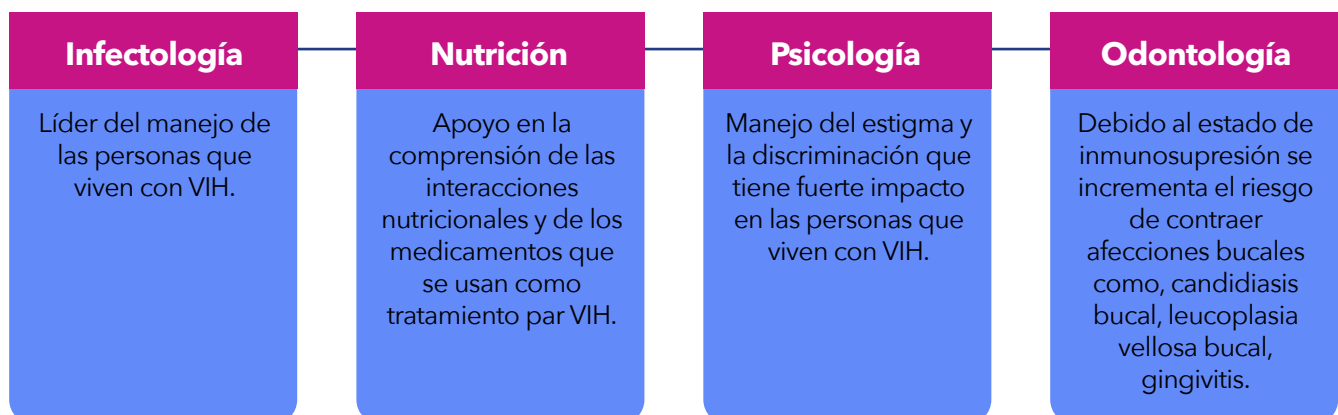 Infectología
Líder del manejo de
las personas que
viven con VIH.
Nutrición
Apoyo en la
comprensión de las
interacciones
nutricionales y de los
medicamentos que
se usan como
tratamiento par VIH.
Psicología
Manejo del estigma y
la discriminación que
tiene fuerte impacto
en las personas que
viven con VIH.
Odontología
Debido al estado de
inmunosupresión se
incrementa el riesgo
de contraer
afecciones bucales
como, candidiasis
bucal, leucoplasia
vellosa bucal,
gingivitis.